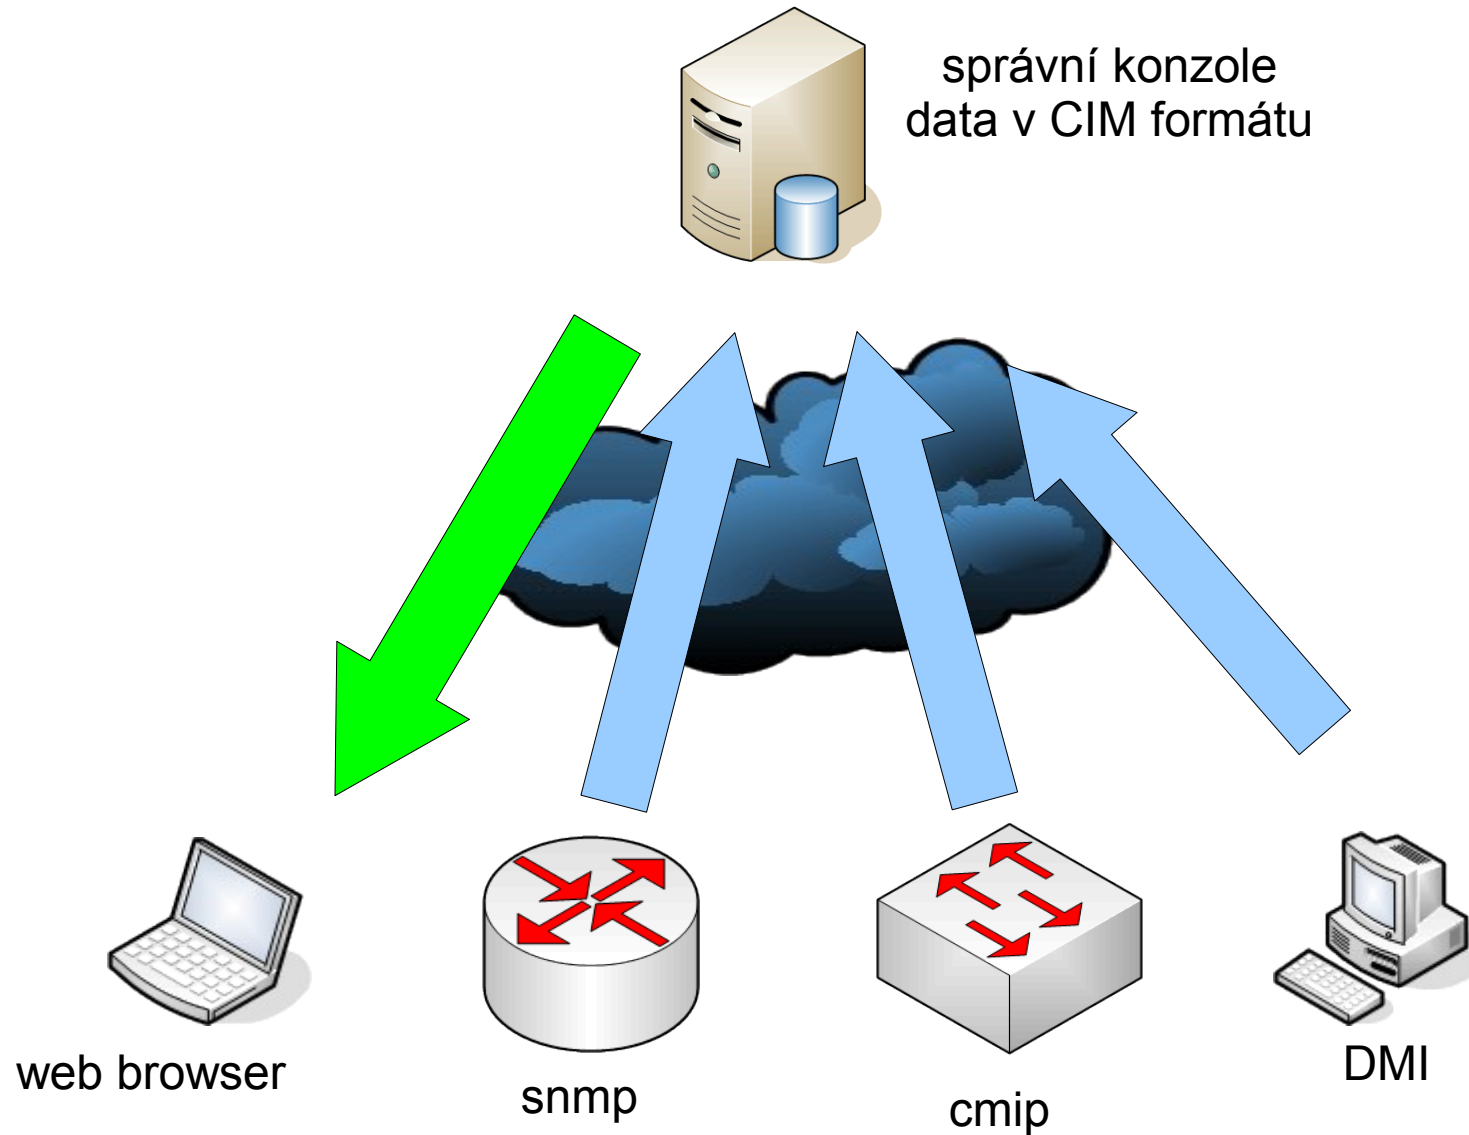 správní konzole
data v CIM formátu
web browser
snmp
cmip
DMI